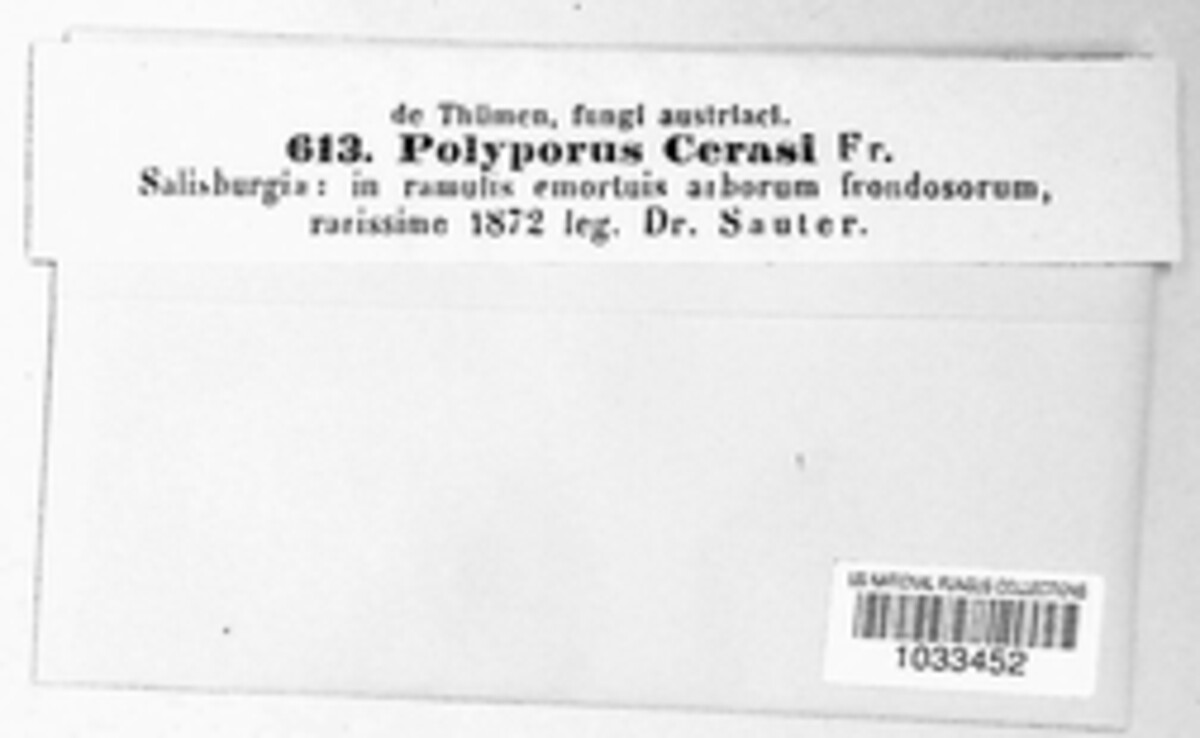 de Thümen, fungi austriaci.
613. Polyporus Cerasi Fr.
Salisburgia: in ramulis emortuis arborum frondosorum,
rarissime 1872 leg. Dr. Sauter.
US NATIONAL FUNGUS COLLECTIONS
1033452